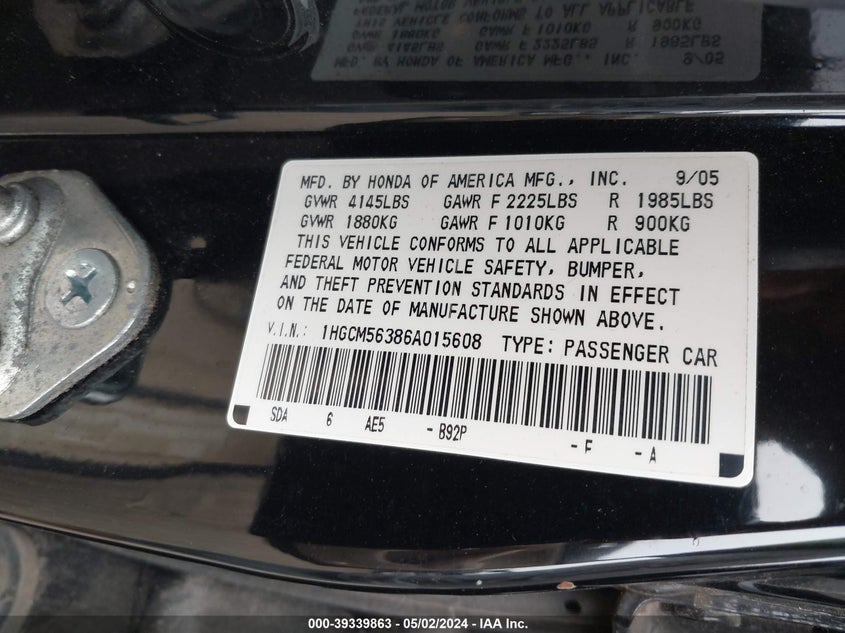 MFD. BY HONDA OF AMERICA MFG., INC. 9/05
GVWR 4145LBS GAWR F 2225LBS R 1985LBS
GVWR 1880KG GAWR F 1010KG R 900KG
THIS VEHICLE CONFORMS TO ALL APPLICABLE
FEDERAL MOTOR VEHICLE SAFETY, BUMPER,
AND THEFT PREVENTION STANDARDS IN EFFECT
ON THE DATE OF MANUFACTURE SHOWN ABOVE.
V.I.N.: 1HGCM56386A015608 TYPE: PASSENGER CAR
SDA 6 AE5 -B92P -F -A
000-39339863 - 05/02/2024 - IAA Inc.